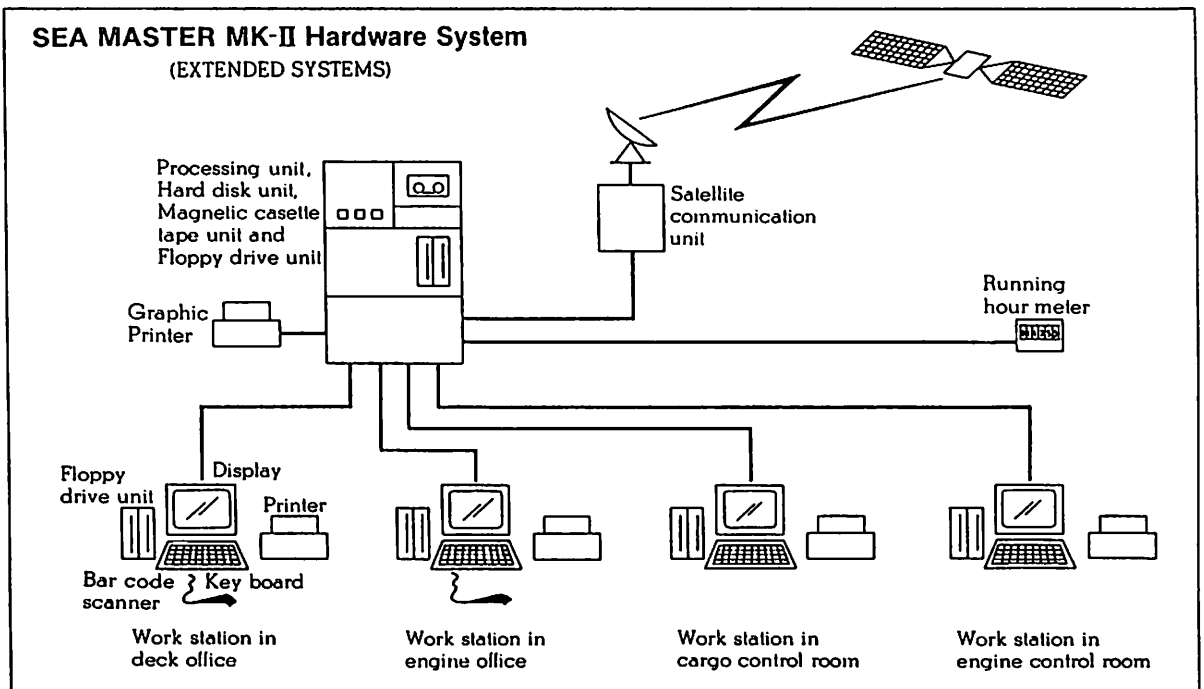 SEA MASTER MK-II Hardware System
(EXTENDED SYSTEMS)
Processing unit,
Hard disk unit,
Magnetic casette
tape unit and
Floppy drive unit
Satellite
communication
unit
Graphic
Printer
Running
hour meter
Floppy
drive unit
Display
Printer
Bar code
scanner
Key board
Work station in
deck office
Work station in
engine office
Work station in
cargo control room
Work station in
engine control room